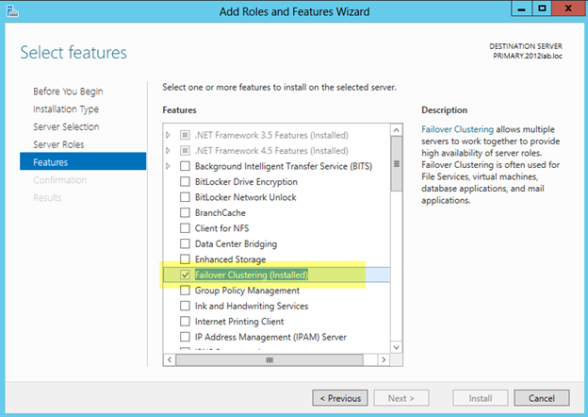 Add Roles and Features Wizard
Select features
DESTINATION SERVER
PRIMARY.2012lab.loc
Before You Begin
Installation Type
Server Selection
Server Roles
Features
Confirmation
Results
Select one or more features to install on the selected server.
Features
.NET Framework 3.5 Features (Installed)
.NET Framework 4.5 Features (Installed)
Background Intelligent Transfer Service (BITS)
BitLocker Drive Encryption
BitLocker Network Unlock
BranchCache
Client for NFS
Data Center Bridging
Enhanced Storage
Failover Clustering (Installed)
Group Policy Management
Ink and Handwriting Services
Internet Printing Client
IP Address Management (IPAM) Server
Description
Failover Clustering allows multiple
servers to work together to provide
high availability of server roles.
Failover Clustering is often used for
File Services, virtual machines,
database applications, and mail
applications.
< Previous
Next >
Install
Cancel